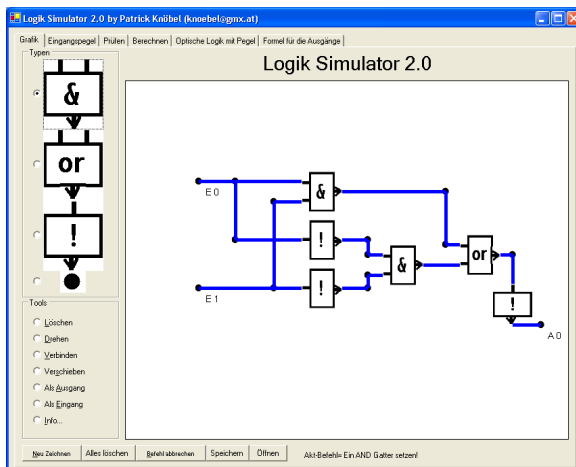 Logik Simulator 2.0 by Patrick Knöbel (knoebel@gmx.at)
Grafik Eingangspegel Prüfen Berechnen Optische Logik mit Pegel Formel für die Ausgänge
Typen
&
or
!
Logik Simulator 2.0
E 0
&
!
&
or
E 1
!
!
A 0
Tools
Löschen
Drehen
Verbinden
Verschieben
Als Ausgang
Als Eingang
Info...
Neu Zeichnen Alles löschen Befehl abbrechen Speichern Öffnen Akt-Befehl= Ein AND Gatter setzen!